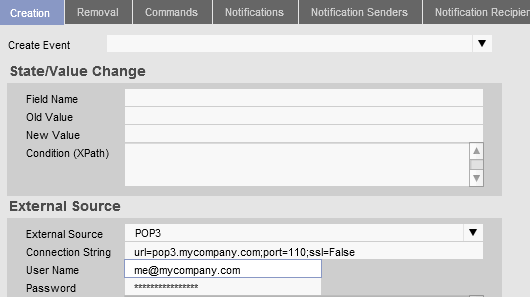 Creation Removal Commands Notifications Notification Senders Notification Recipien
Create Event
State/Value Change
Field Name
Old Value
New Value
Condition (XPath)
External Source
External Source POP3
Connection String url=pop3.mycompany.com;port=110;ssl=False
User Name me@mycompany.com
Password ****************